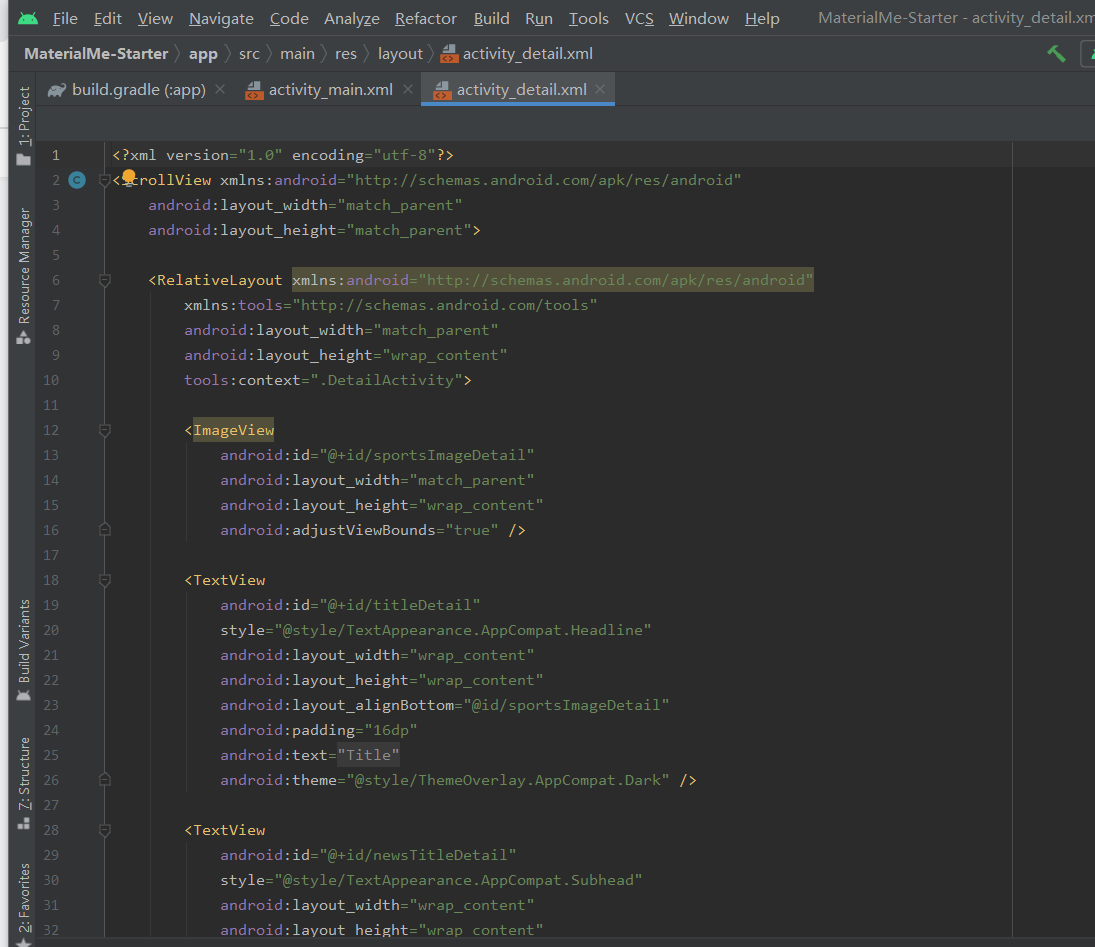 File Edit View Navigate Code Analyze Refactor Build Run Tools VCS Window Help MaterialMe-Starter - activity_detail.xm
MaterialMe-Starter app src main res layout activity_detail.xml
build.gradle (:app) activity_main.xml activity_detail.xml
1: Project
Resource Manager
Build Variants
Z: Structure
2: Favorites
1 <?xml version="1.0" encoding="utf-8"?>
2 C <ScrollView xmlns:android="http://schemas.android.com/apk/res/android"
3 android:layout_width="match_parent"
4 android:layout_height="match_parent">
5
6 <RelativeLayout xmlns:android="http://schemas.android.com/apk/res/android"
7 xmlns:tools="http://schemas.android.com/tools"
8 android:layout_width="match_parent"
9 android:layout_height="wrap_content"
10 tools:context=".DetailActivity">
11
12 <ImageView
13 android:id="@+id/sportsImageDetail"
14 android:layout_width="match_parent"
15 android:layout_height="wrap_content"
16 android:adjustViewBounds="true" />
17
18 <TextView
19 android:id="@+id/titleDetail"
20 style="@style/TextAppearance.AppCompat.Headline"
21 android:layout_width="wrap_content"
22 android:layout_height="wrap_content"
23 android:layout_alignBottom="@id/sportsImageDetail"
24 android:padding="16dp"
25 android:text="Title"
26 android:theme="@style/ThemeOverlay.AppCompat.Dark" />
27
28 <TextView
29 android:id="@+id/newsTitleDetail"
30 style="@style/TextAppearance.AppCompat.Subhead"
31 android:layout_width="wrap_content"
32 android:layout_height="wrap_content"